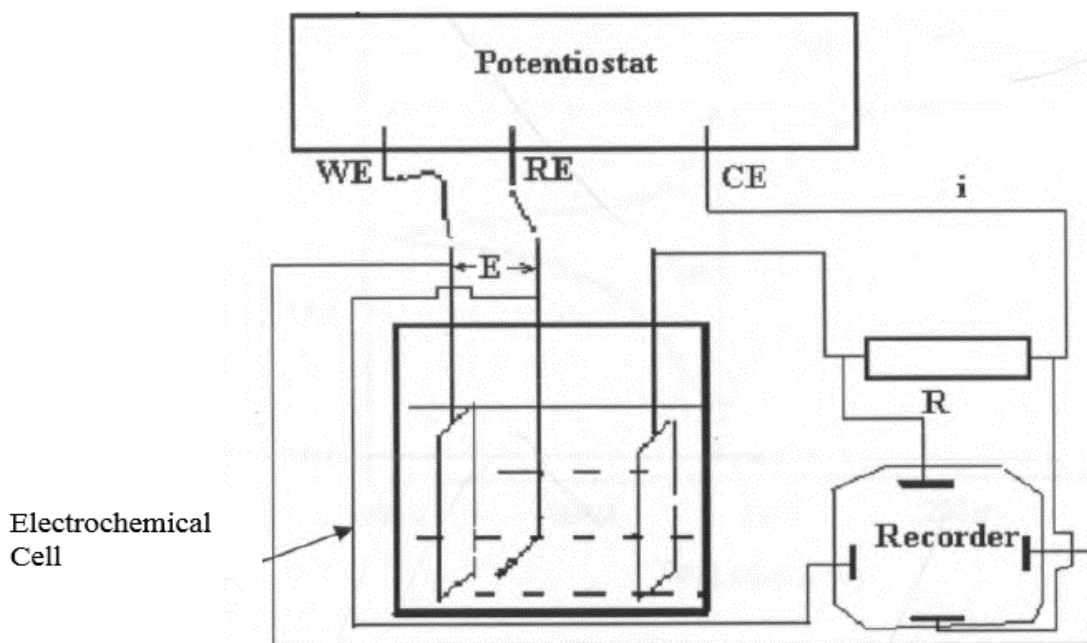 Potentiostat
WE
RE
CE
i
E
R
Recorder
Electrochemical
Cell